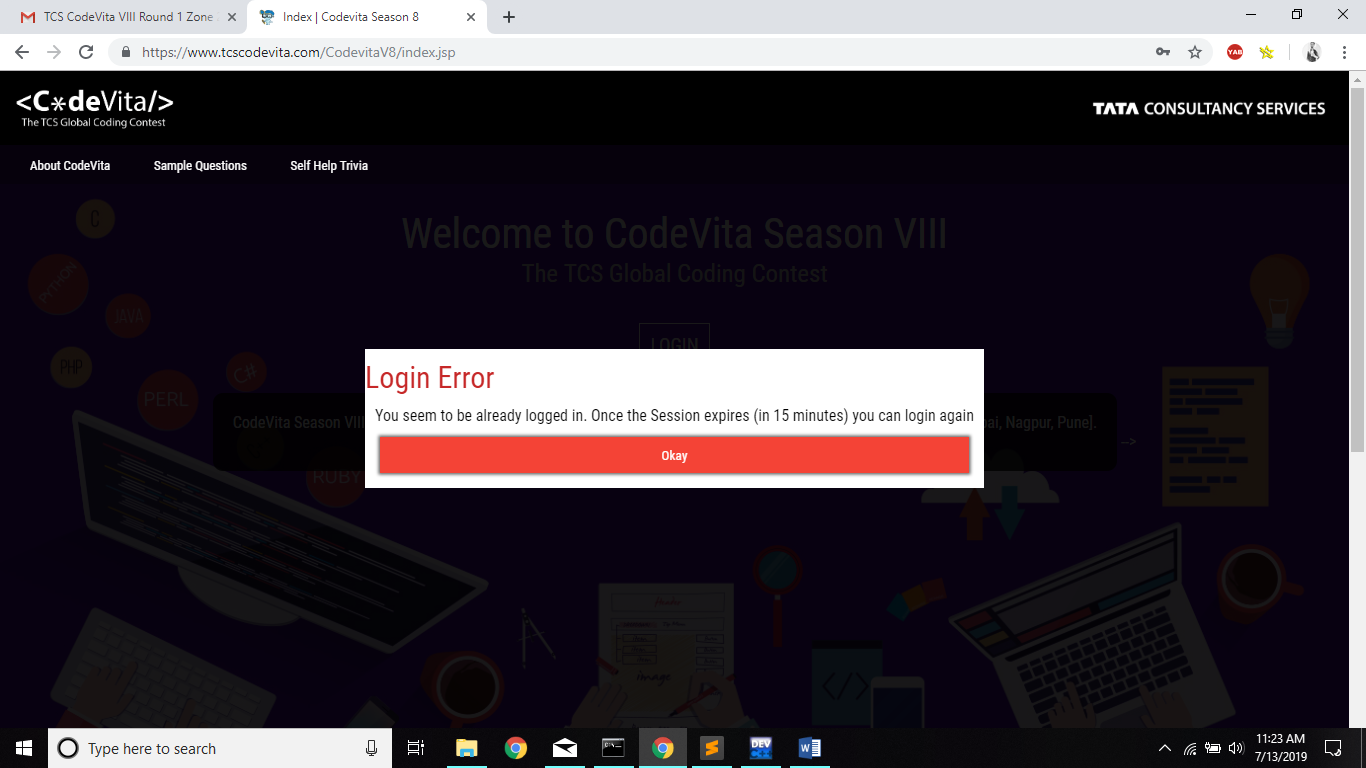 TCS CodeVita VIII Round 1 Zone
Index | Codevita Season 8
https://www.tcscodevita.com/CodevitaV8/index.jsp
YAB
<C*deVita/>
The TCS Global Coding Contest
TATA CONSULTANCY SERVICES
About CodeVita
Sample Questions
Self Help Trivia
C
PYTHON
JAVA
PHP
C#
PERL
RUBY
Welcome to CodeVita Season VIII
The TCS Global Coding Contest
LOGIN
Login Error
You seem to be already logged in. Once the Session expires (in 15 minutes) you can login again
Okay
CodeVita Season VIII
bai, Nagpur, Pune].
-->
</>
Type here to search
DEV
11:23 AM
7/13/2019